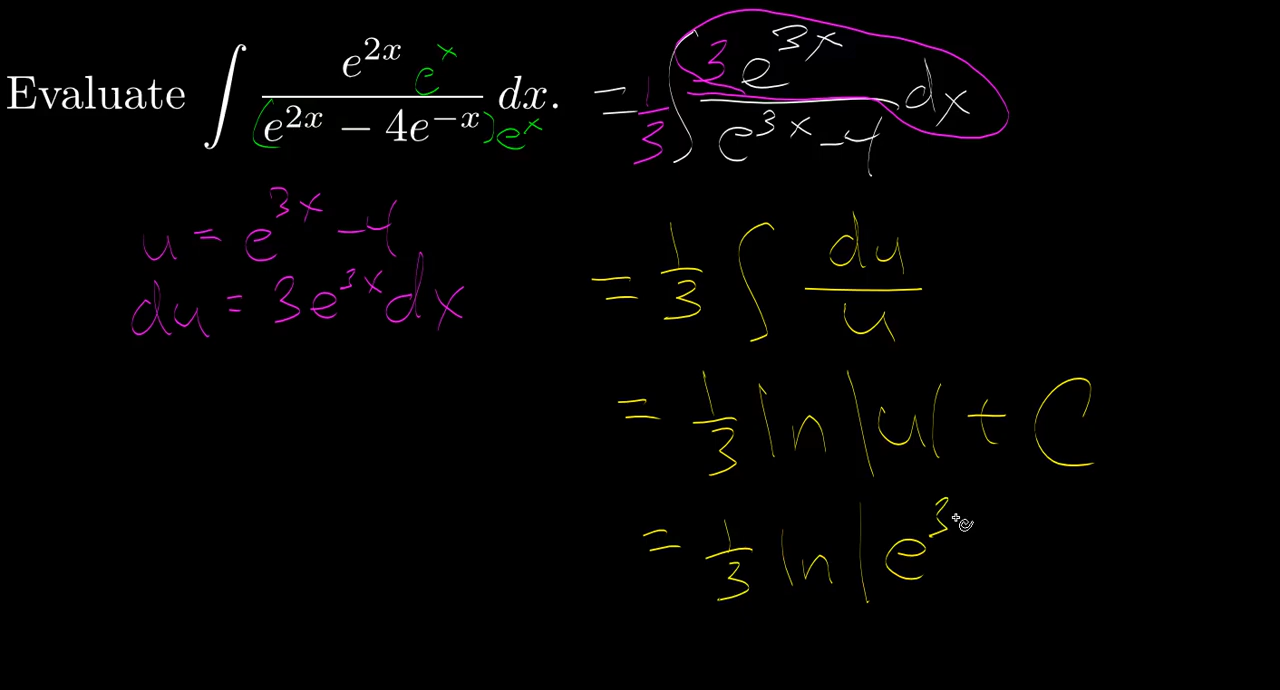 Evaluate ∫ e^{2x} e^x / (e^{2x} − 4e^{−x}) e^x dx. = 1/3 ∫ 3e^{3x} / e^{3x} − 4 dx
u = e^{3x} − 4
du = 3e^{3x} dx
= 1/3 ∫ du / u
= 1/3 ln|u| + C
= 1/3 ln|e^3